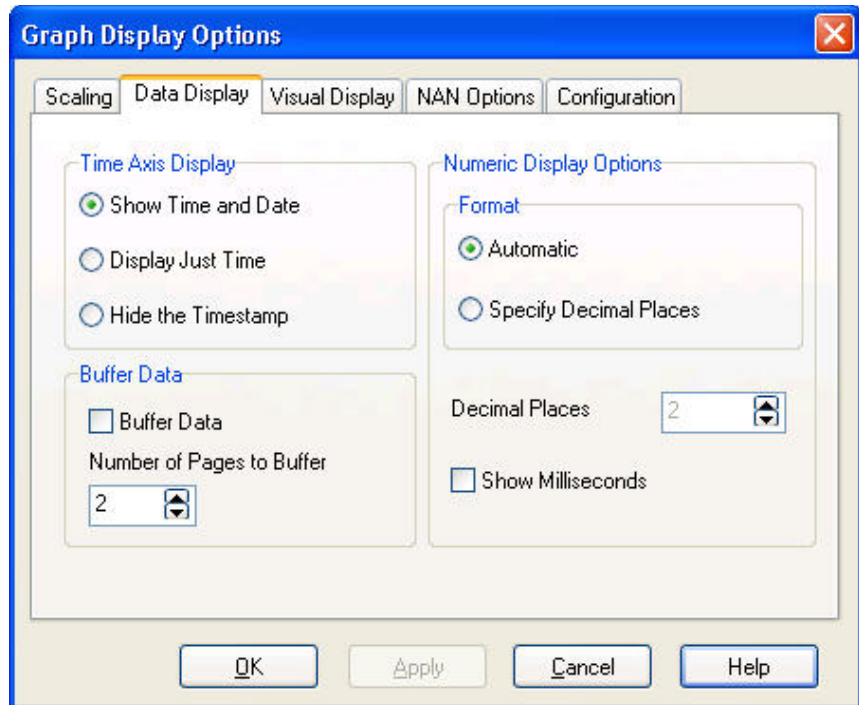 Graph Display Options
Scaling Data Display Visual Display NAN Options Configuration
Time Axis Display
Show Time and Date
Display Just Time
Hide the Timestamp
Buffer Data
Buffer Data
Number of Pages to Buffer
2
Numeric Display Options
Format
Automatic
Specify Decimal Places
Decimal Places 2
Show Milliseconds
OK Apply Cancel Help